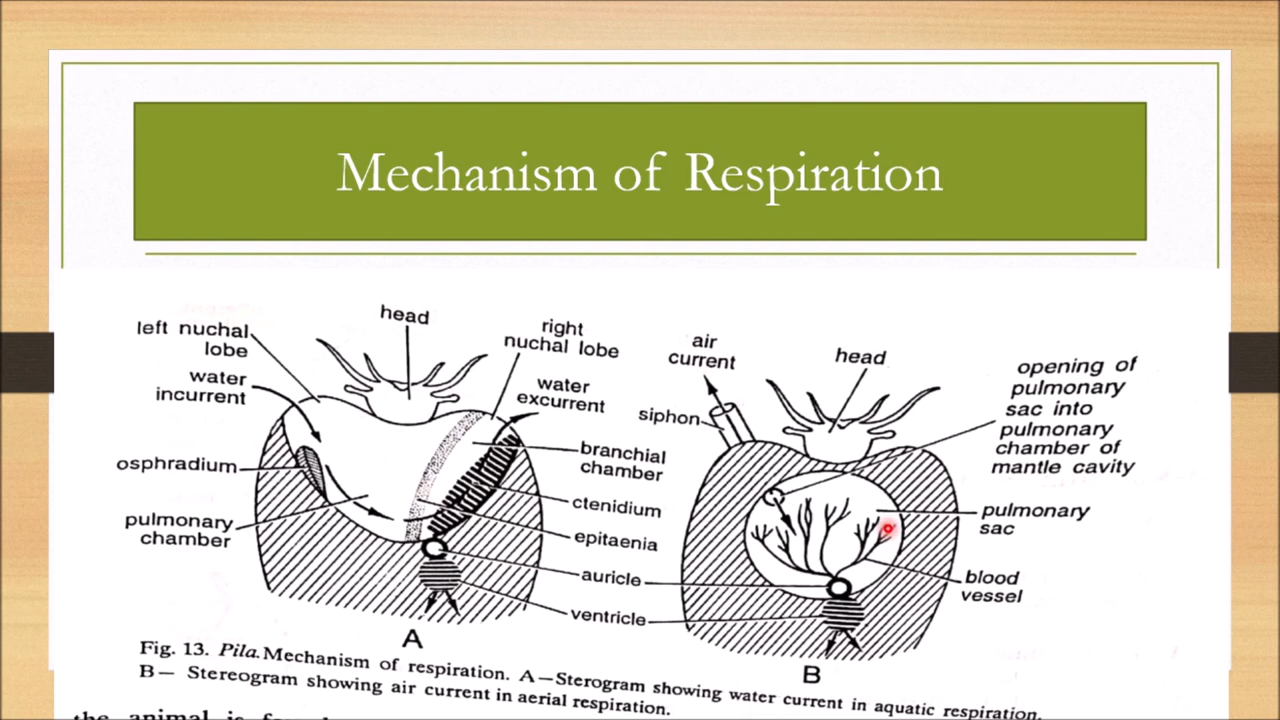 Mechanism of Respiration
head
left nuchal
lobe
right
nuchal lobe
water
incurrent
water
excurrent
osphradium
branchial
chamber
pulmonary
chamber
ctenidium
epitaenia
auricle
ventricle
A
air
current
head
siphon
opening of
pulmonary
sac into
pulmonary
chamber of
mantle cavity
pulmonary
sac
blood
vessel
B
Fig. 13. Pila. Mechanism of respiration. A—Sterogram showing water current in aquatic respiration.
B— Stereogram showing air current in aerial respiration.
the animal is